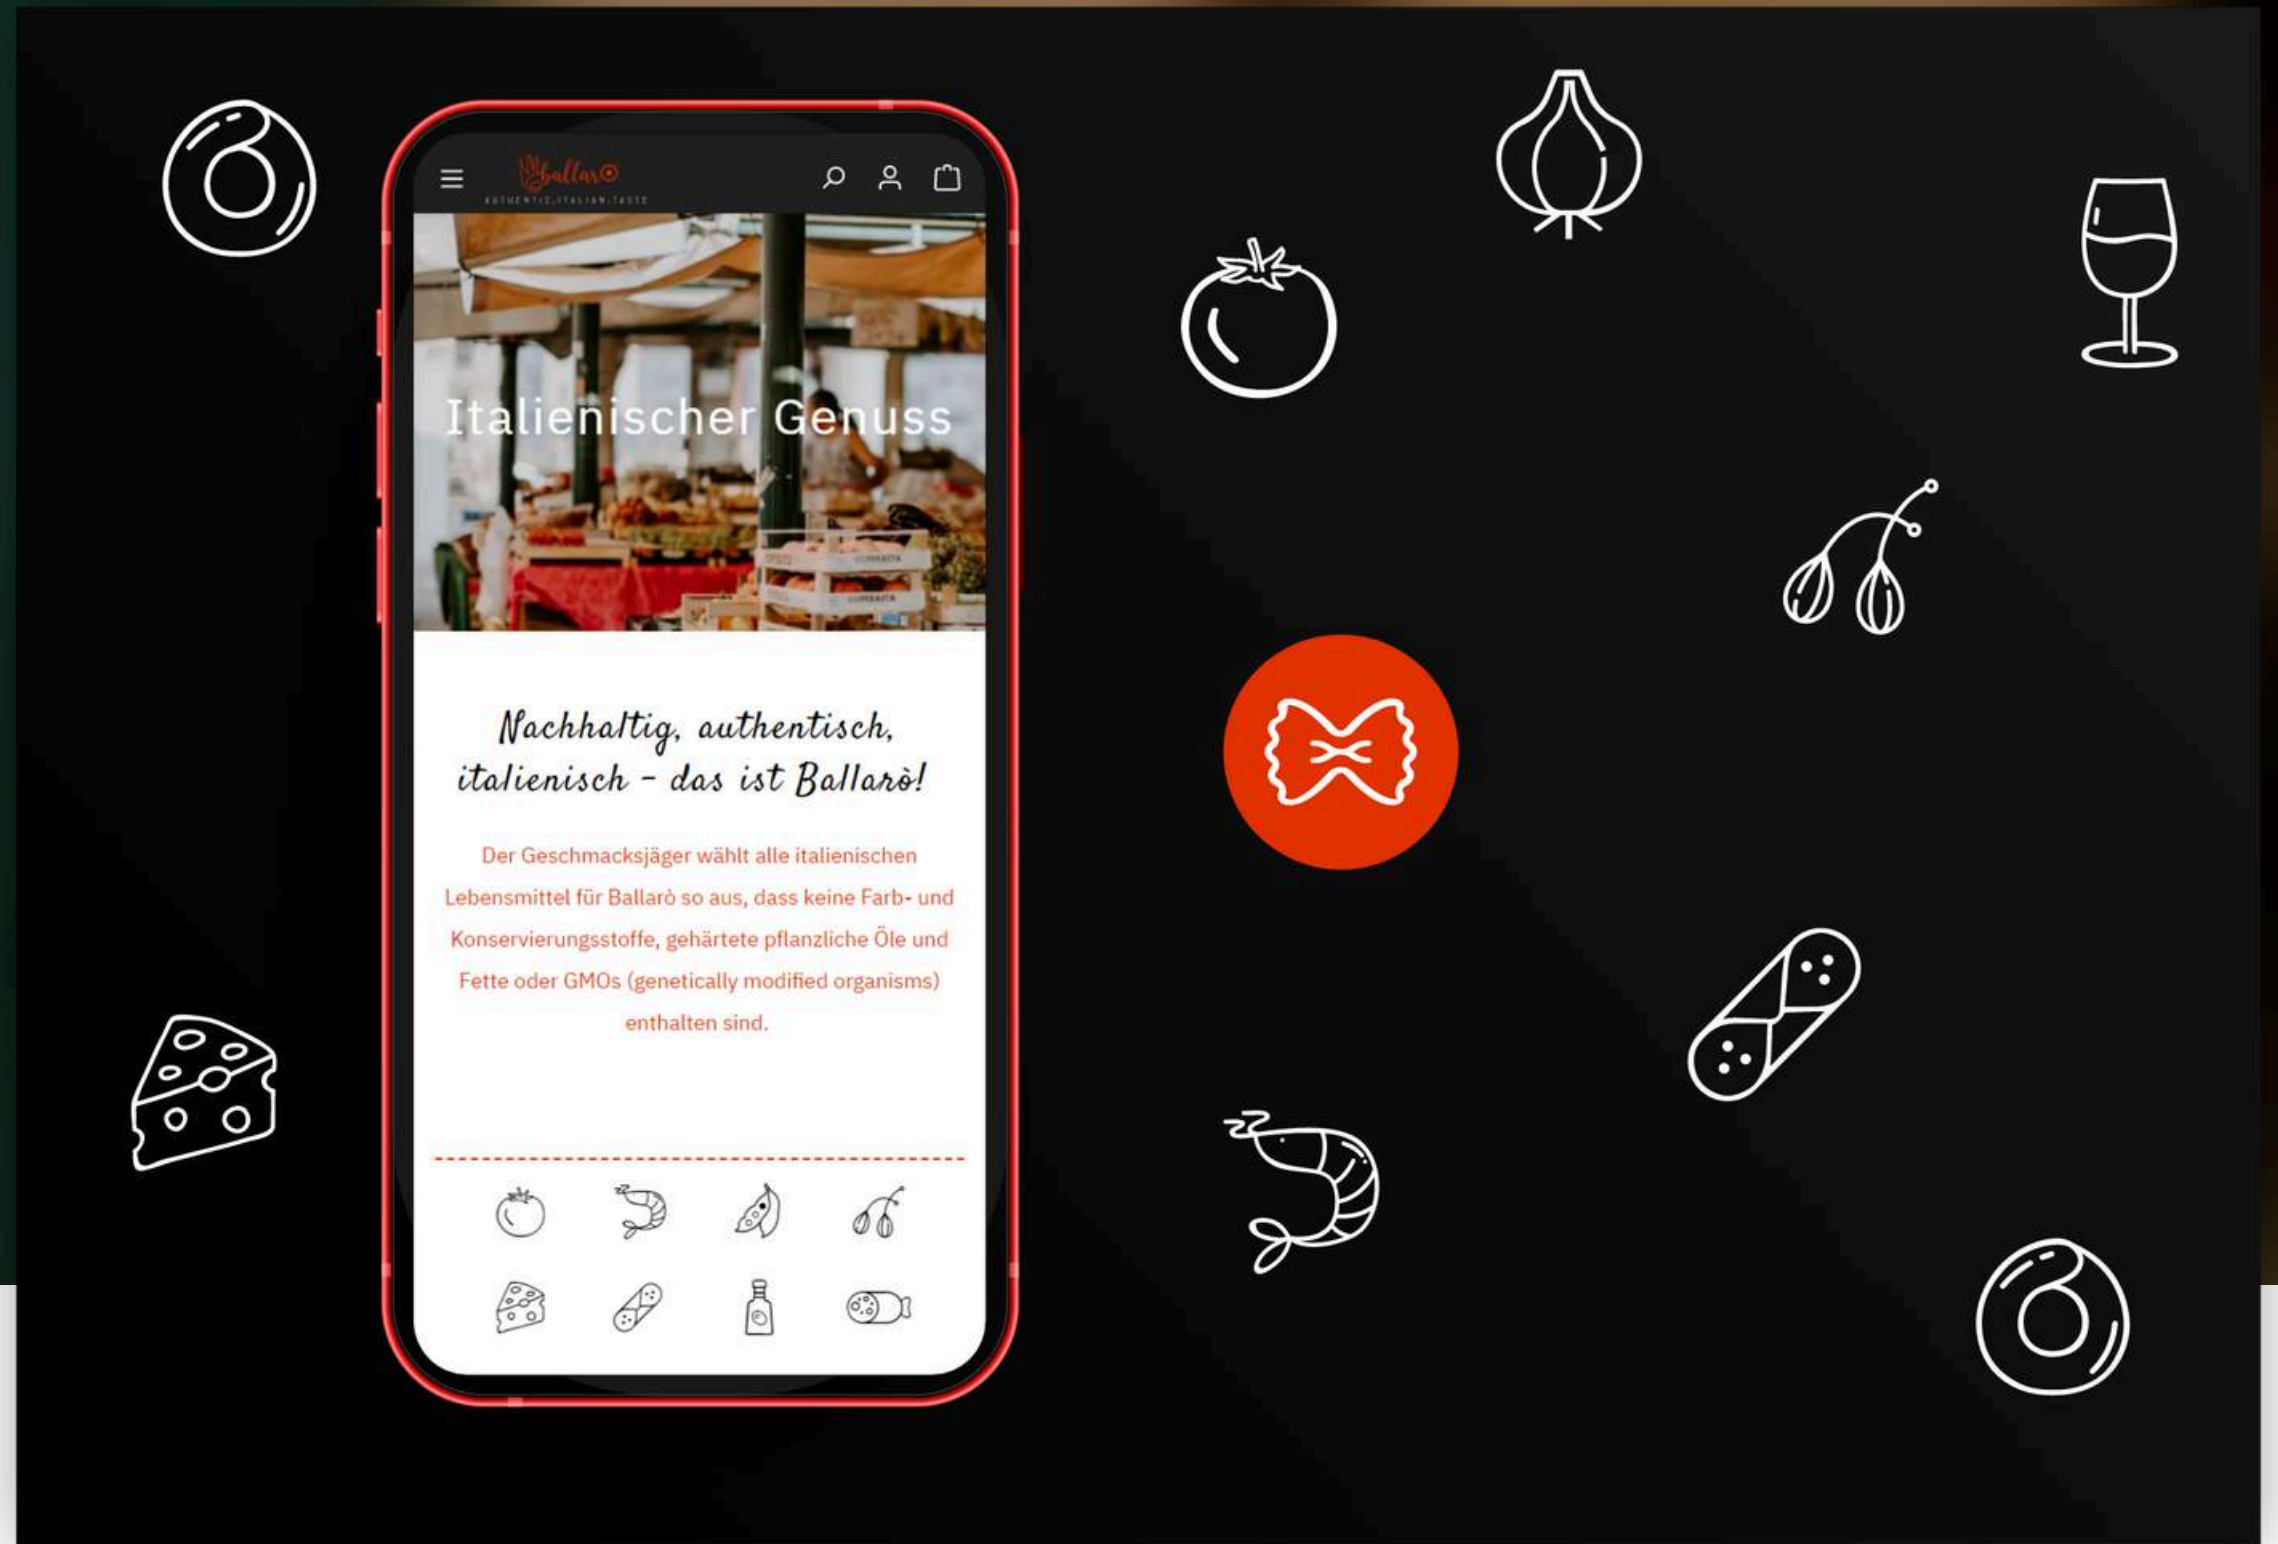 ballarò
AUTHENTIC.ITALIAN.TASTE
Italienischer Genuss
Nachhaltig, authentisch,
italienisch – das ist Ballarò!
Der Geschmacksjäger wählt alle italienischen
Lebensmittel für Ballarò so aus, dass keine Farb- und
Konservierungsstoffe, gehärtete pflanzliche Öle und
Fette oder GMOs (genetically modified organisms)
enthalten sind.